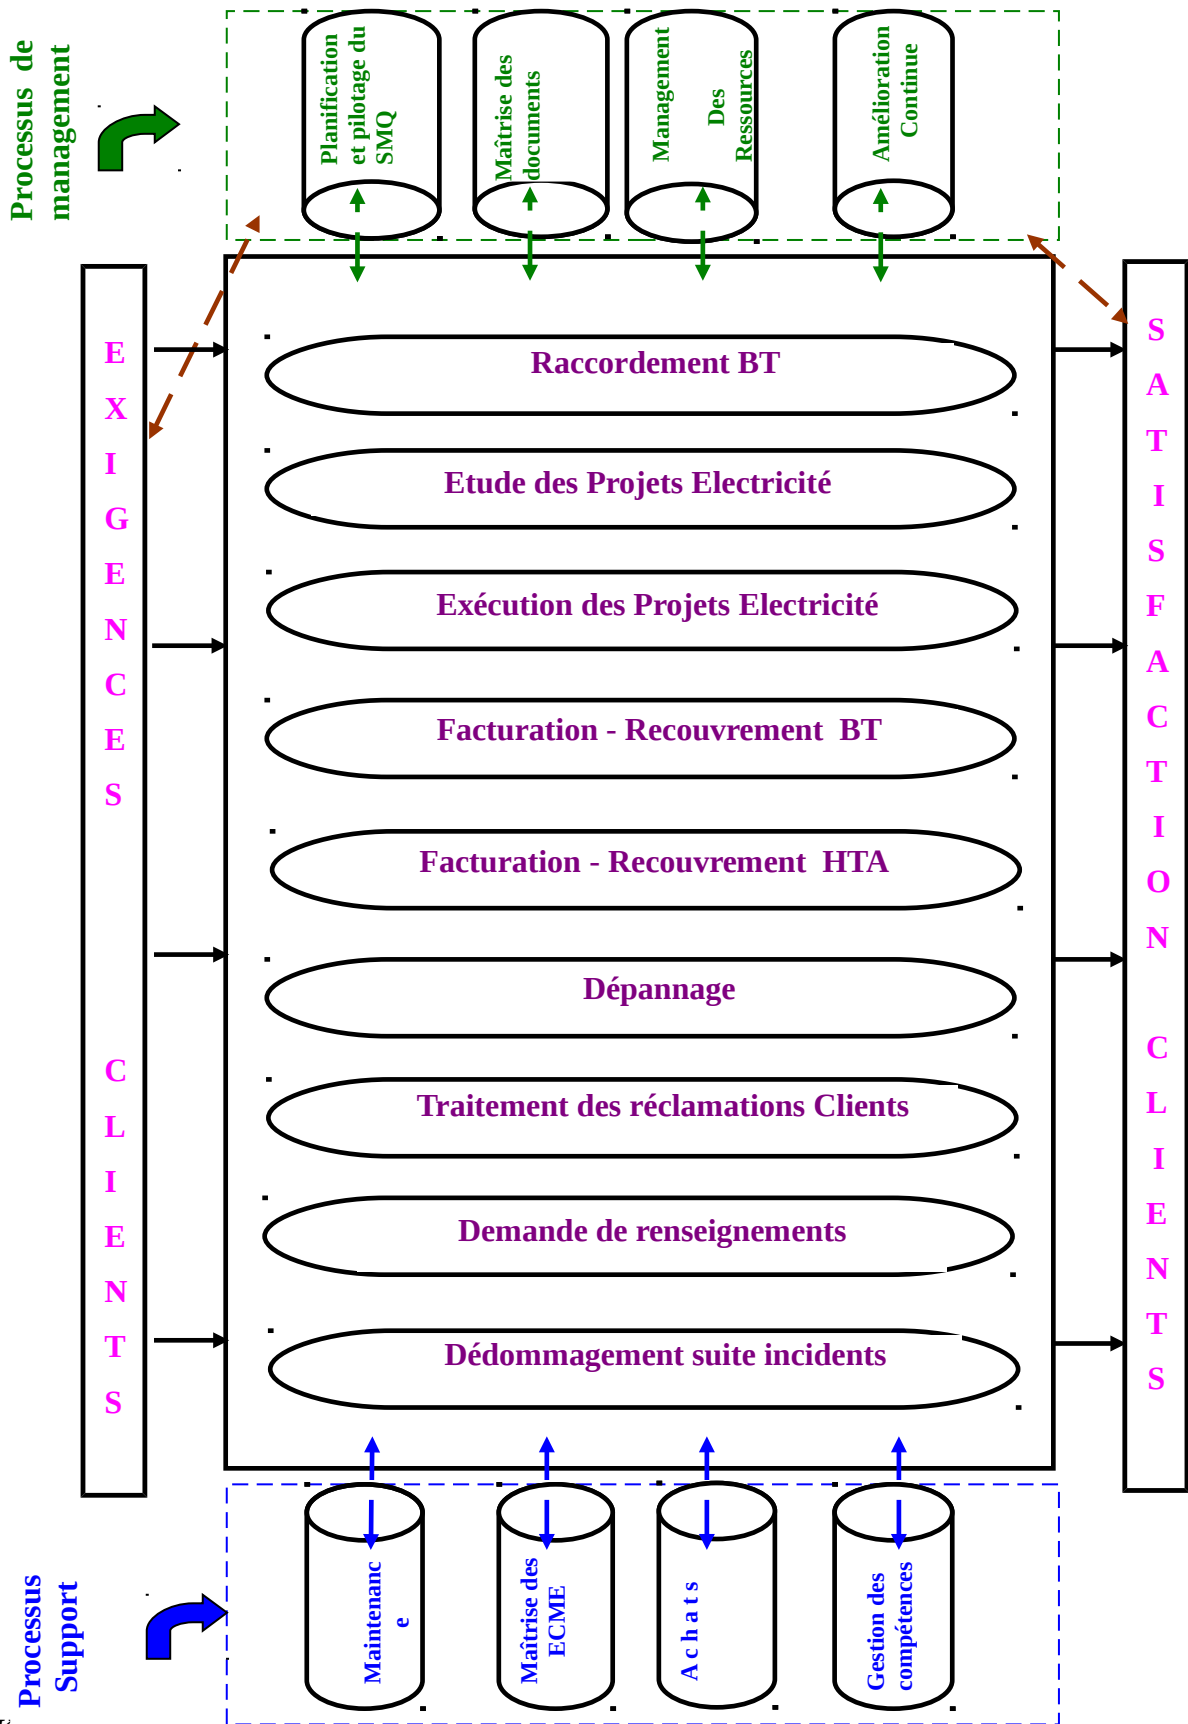 Processus de
management
Planification
et pilotage du
SMQ
Maîtrise des
documents
Management
Des
Ressources
Amélioration
Continue
EXIGENCES CLIENTS
Raccordement BT
Etude des Projets Electricité
Exécution des Projets Electricité
Facturation - Recouvrement BT
Facturation - Recouvrement HTA
Dépannage
Traitement des réclamations Clients
Demande de renseignements
Dédommagement suite incidents
SATISFACTION CLIENTS
Processus
Support
Maintenanc
e
Maîtrise des
ECME
A c h a t s
Gestion des
compétences